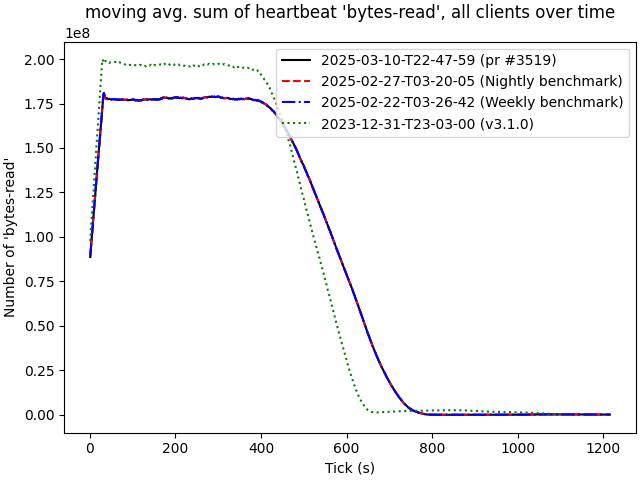 moving avg. sum of heartbeat 'bytes-read', all clients over time
1e8
2.00
1.75
1.50
1.25
1.00
0.75
0.50
0.25
0.00
Number of 'bytes-read'
2025-03-10-T22-47-59 (pr #3519)
2025-02-27-T03-20-05 (Nightly benchmark)
2025-02-22-T03-26-42 (Weekly benchmark)
2023-12-31-T23-03-00 (v3.1.0)
0 200 400 600 800 1000 1200
Tick (s)